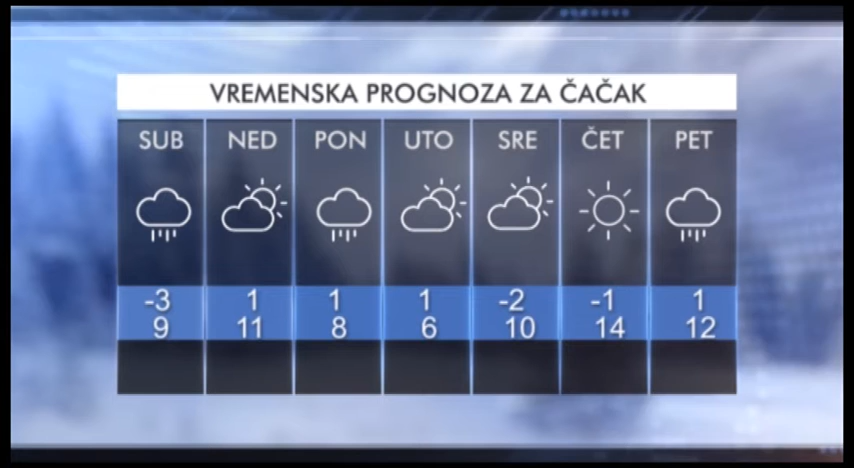 VREMENSKA PROGNOZA ZA ČAČAK
SUB NED PON UTO SRE ČET PET
-3 1 1 1 -2 -1 1
9 11 8 6 10 14 12